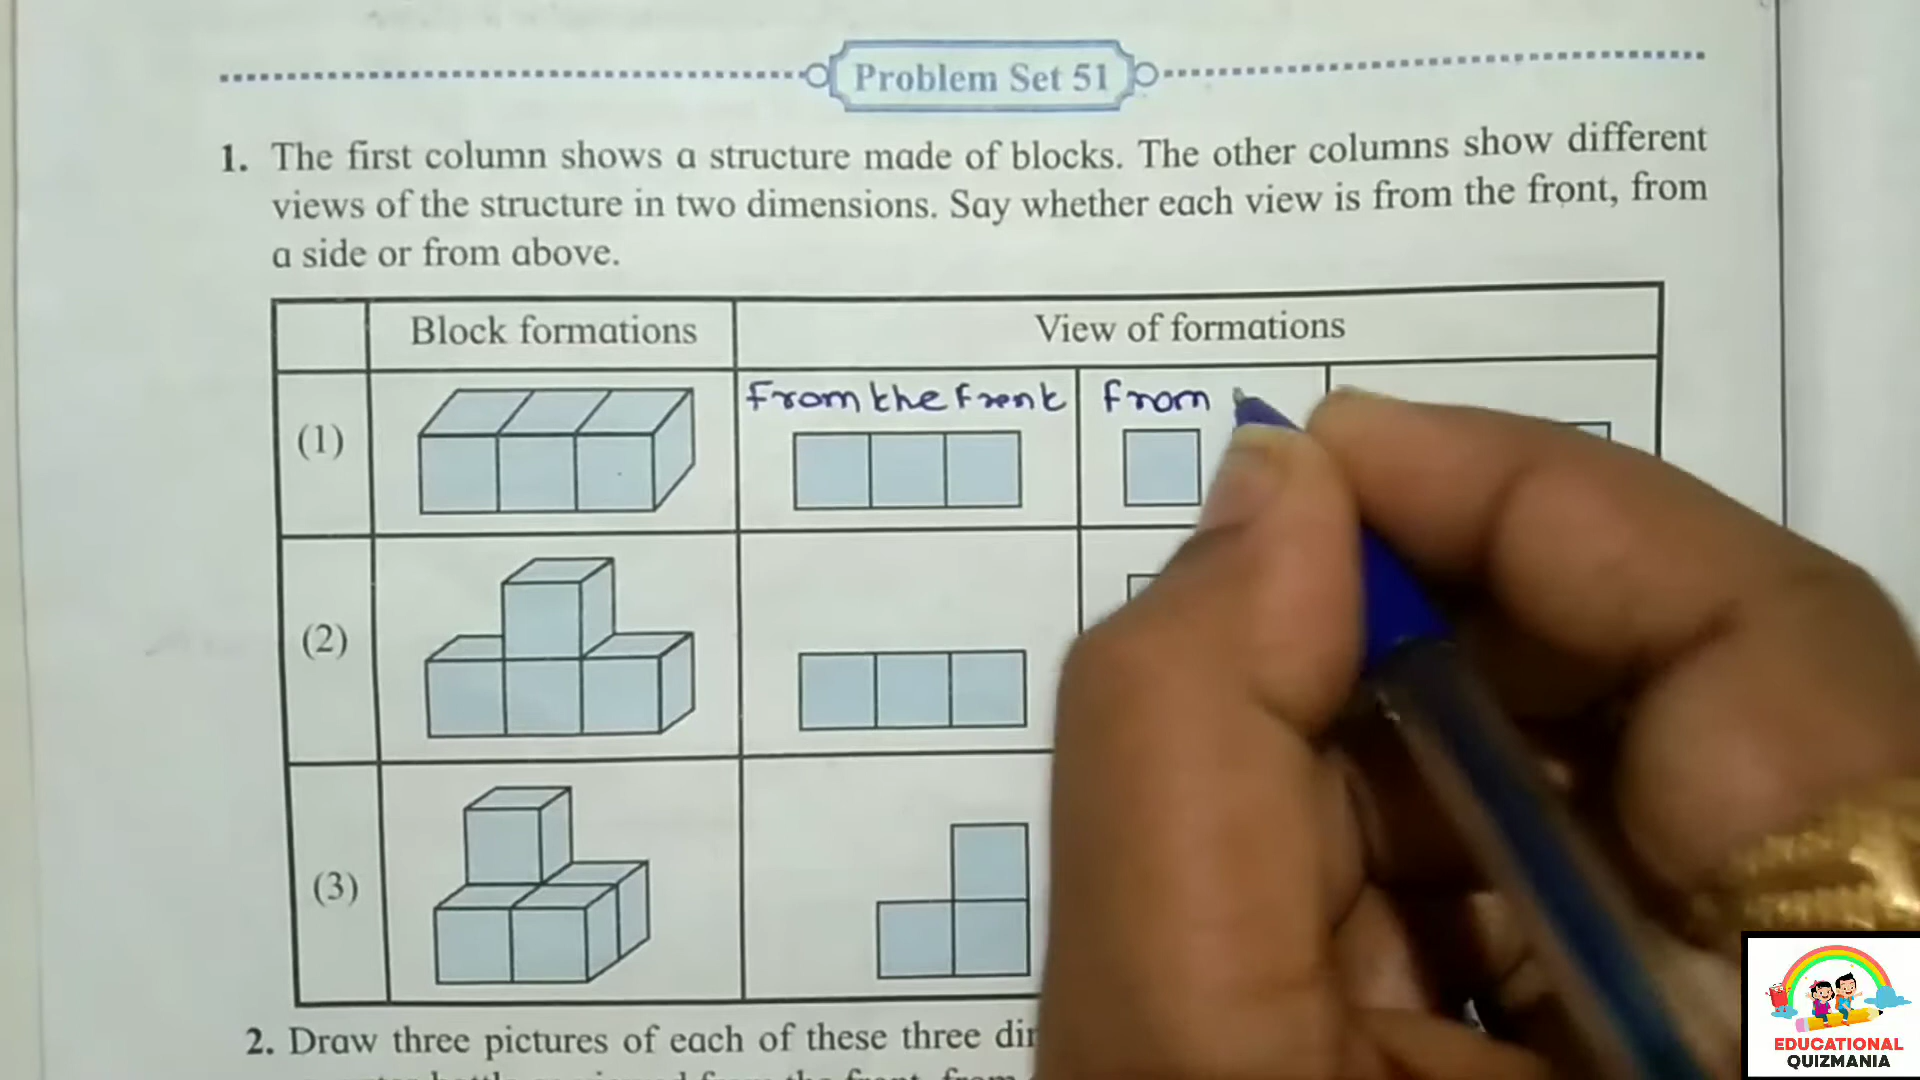 Problem Set 51
1. The first column shows a structure made of blocks. The other columns show different
views of the structure in two dimensions. Say whether each view is from the front, from
a side or from above.
Block formations View of formations
(1) From the Front From
(2)
(3)
2. Draw three pictures of each of these three
EDUCATIONAL
QUIZMANIA